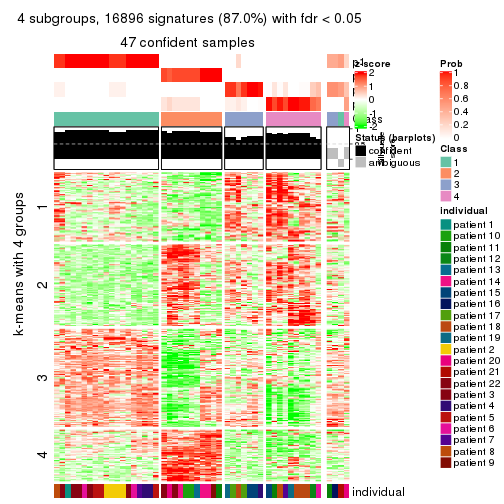 4 subgroups, 16896 signatures (87.0%) with fdr < 0.05
47 confident samples
z-score
2
1
0
-1
-2
Prob
1
0.8
0.6
0.4
0.2
0
Status (barplots)
confident
ambiguous
Class
1
2
3
4
individual
patient 1
patient 10
patient 11
patient 12
patient 13
patient 14
patient 15
patient 16
patient 17
patient 18
patient 19
patient 2
patient 20
patient 21
patient 22
patient 3
patient 4
patient 5
patient 6
patient 7
patient 8
patient 9
k-means with 4 groups
1
2
3
4
individual